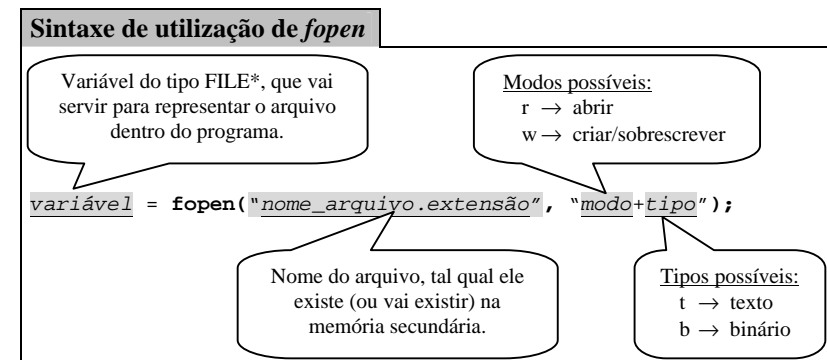 Sintaxe de utilização de fopen
Variável do tipo FILE*, que vai
servir para representar o arquivo
dentro do programa.
Modos possíveis:
r → abrir
w → criar/sobrescrever
variável = fopen("nome_arquivo.extensão", "modo+tipo");
Nome do arquivo, tal qual ele
existe (ou vai existir) na
memória secundária.
Tipos possíveis:
t → texto
b → binário